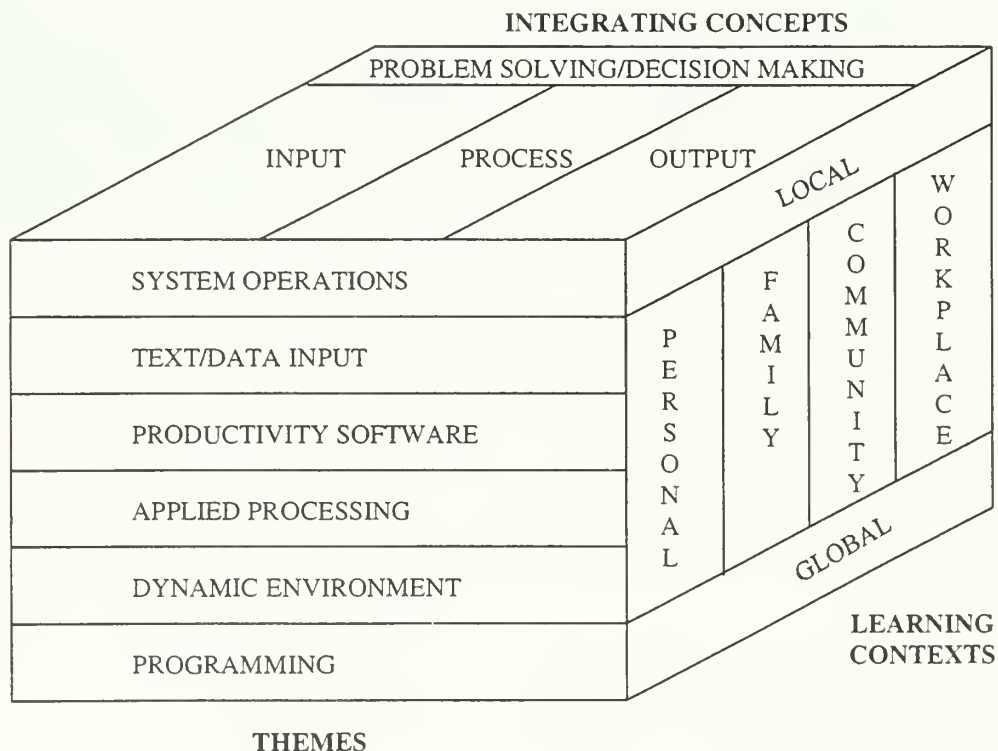 INTEGRATING CONCEPTS
PROBLEM SOLVING/DECISION MAKING
INPUT
PROCESS
OUTPUT
LOCAL
WORKPLACE
COMMUNITY
FAMILY
PERSONAL
GLOBAL
SYSTEM OPERATIONS
TEXT/DATA INPUT
PRODUCTIVITY SOFTWARE
APPLIED PROCESSING
DYNAMIC ENVIRONMENT
PROGRAMMING
LEARNING
CONTEXTS
THEMES